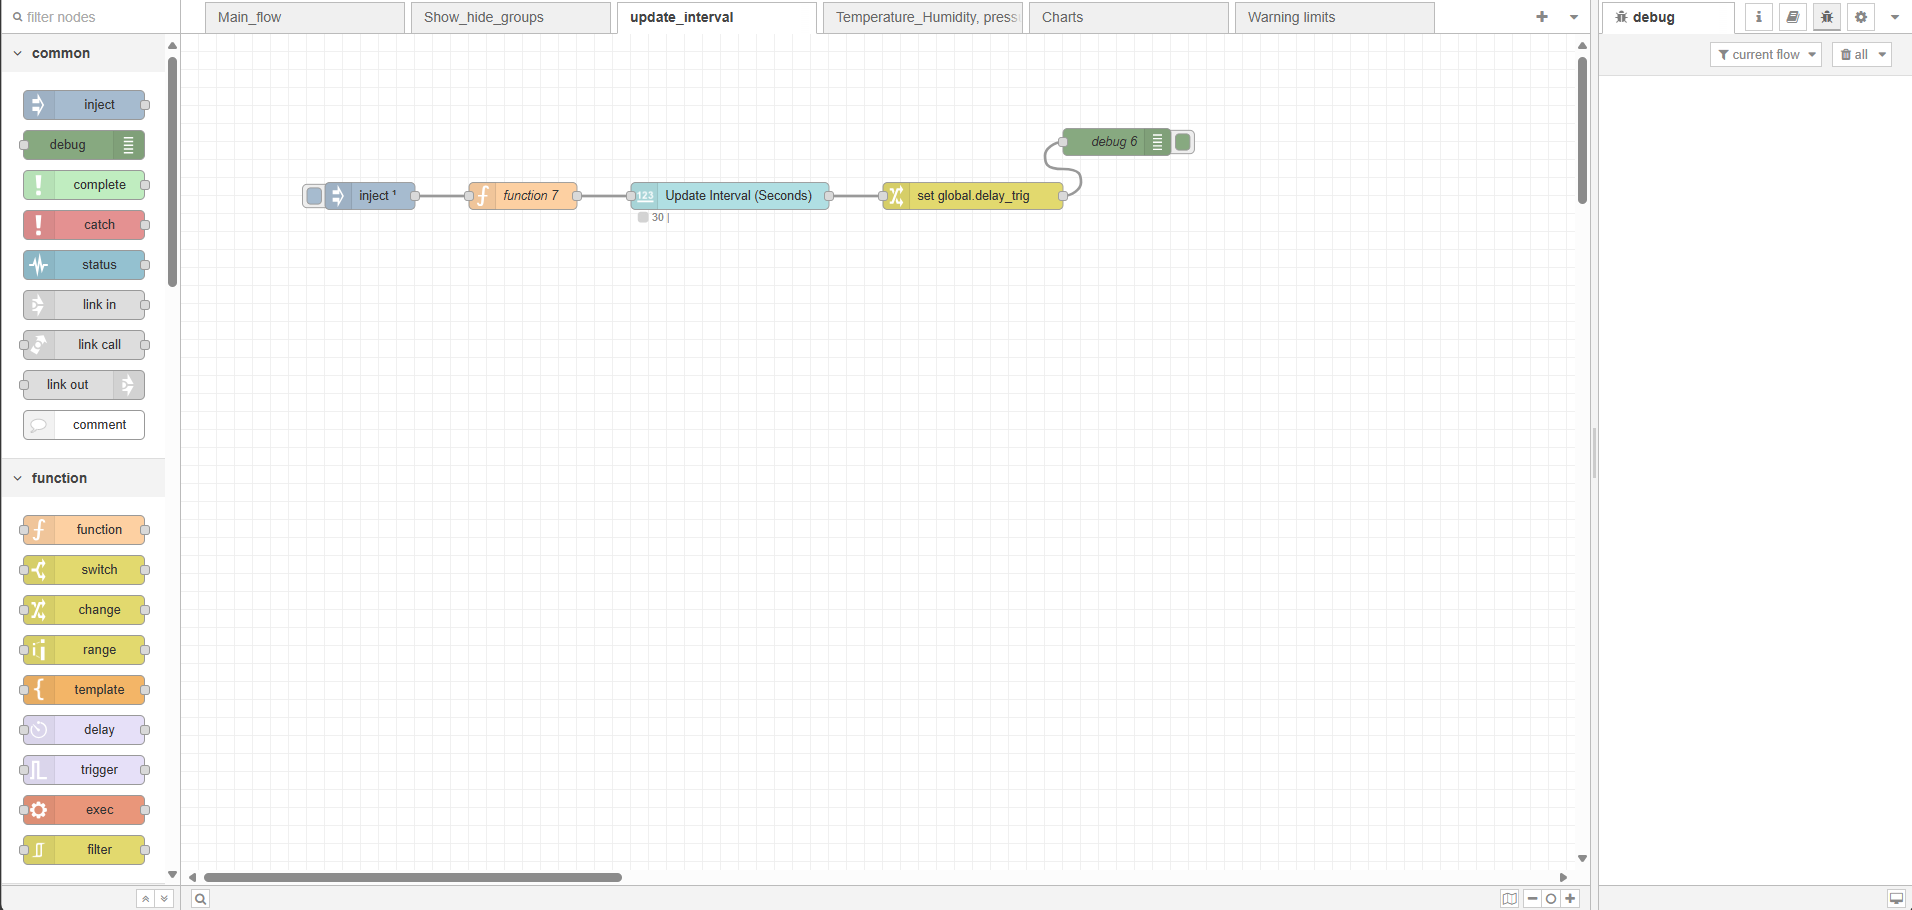 filter nodes
Main_flow
Show_hide_groups
update_interval
Temperature_Humidity, press
Charts
Warning limits
debug
i
current flow
all
common
inject
debug
complete
catch
status
link in
link call
link out
comment
function
function
switch
change
range
template
delay
trigger
exec
filter
inject ¹
function 7
123
Update Interval (Seconds)
30 |
set global.delay_trig
debug 6